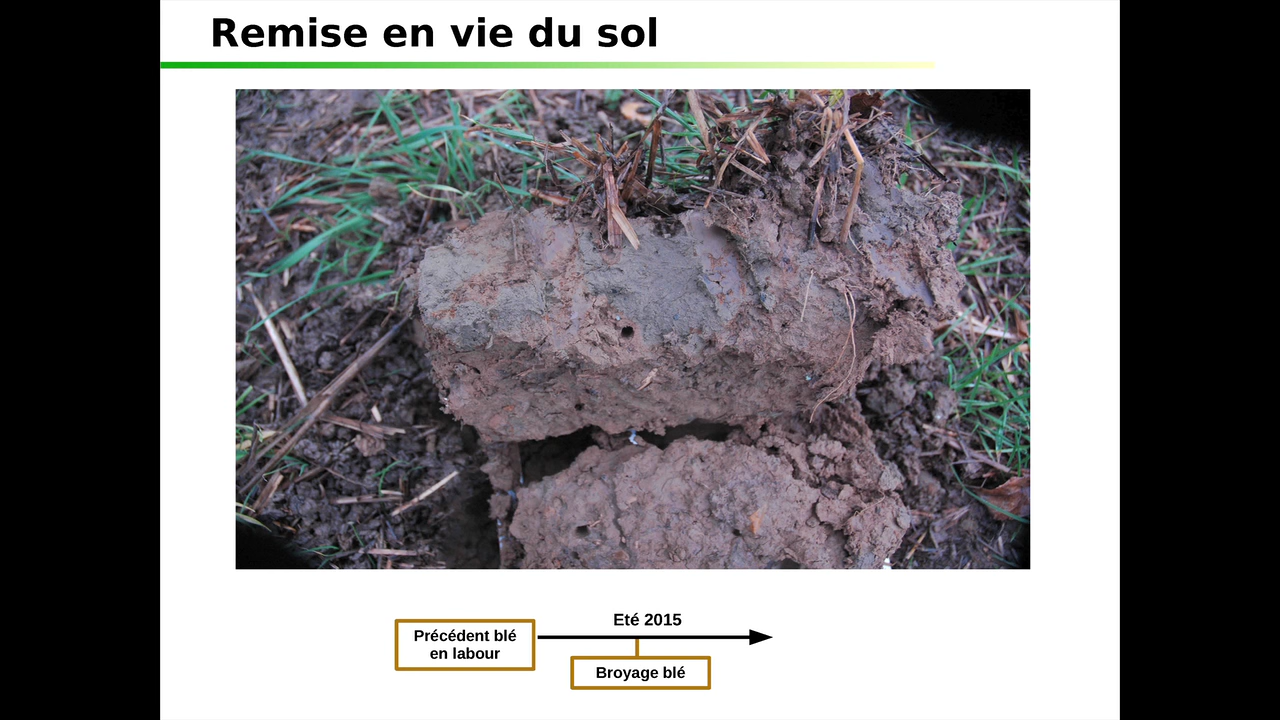 Remise en vie du sol
Eté 2015
Précédent blé
en labour
Broyage blé